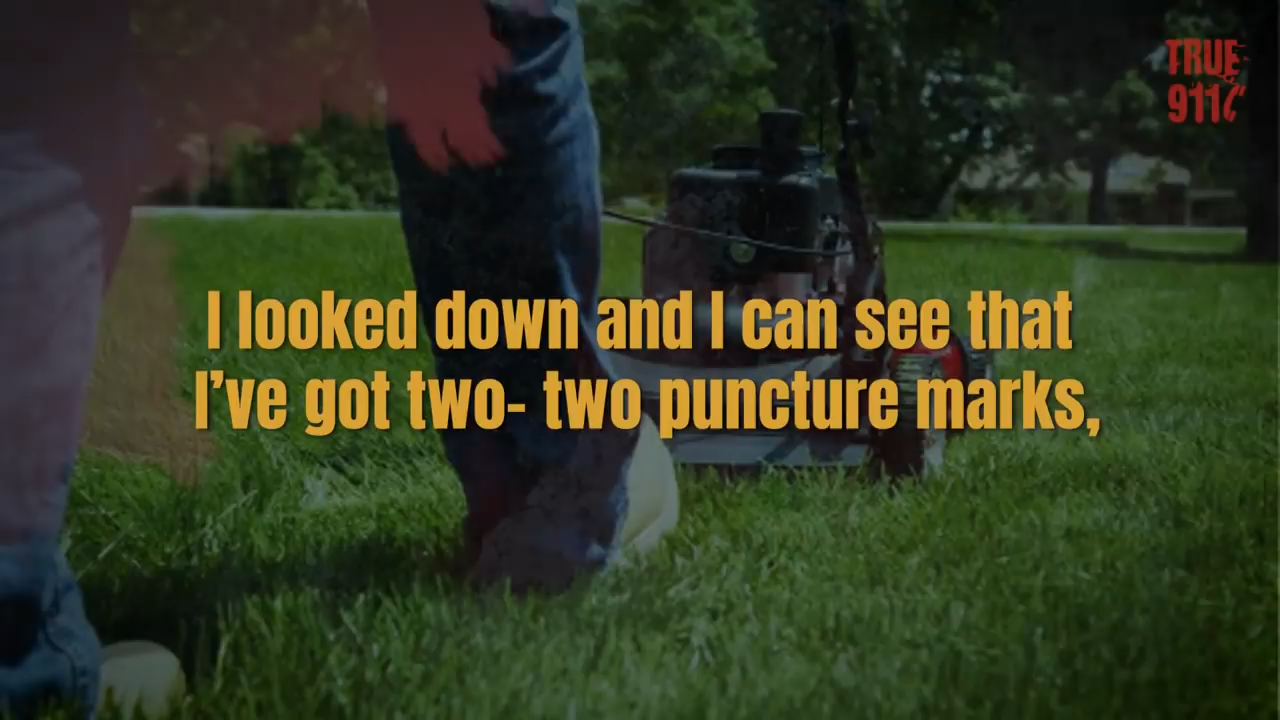 TRUE
911
I looked down and I can see that
I’ve got two- two puncture marks,